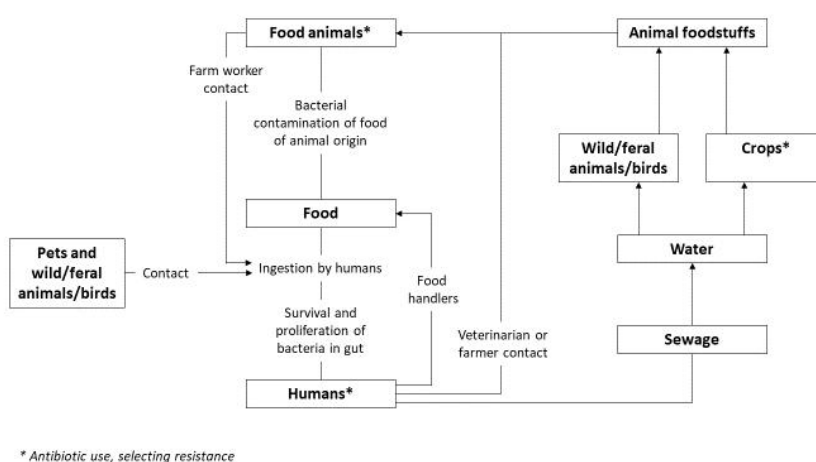 Food animals*
Animal foodstuffs
Farm worker
contact
Bacterial
contamination of food
of animal origin
Wild/feral
animals/birds
Crops*
Food
Pets and
wild/feral
animals/birds
Contact
Ingestion by humans
Food
handlers
Water
Survival and
proliferation of
bacteria in gut
Veterinarian or
farmer contact
Sewage
Humans*
* Antibiotic use, selecting resistance